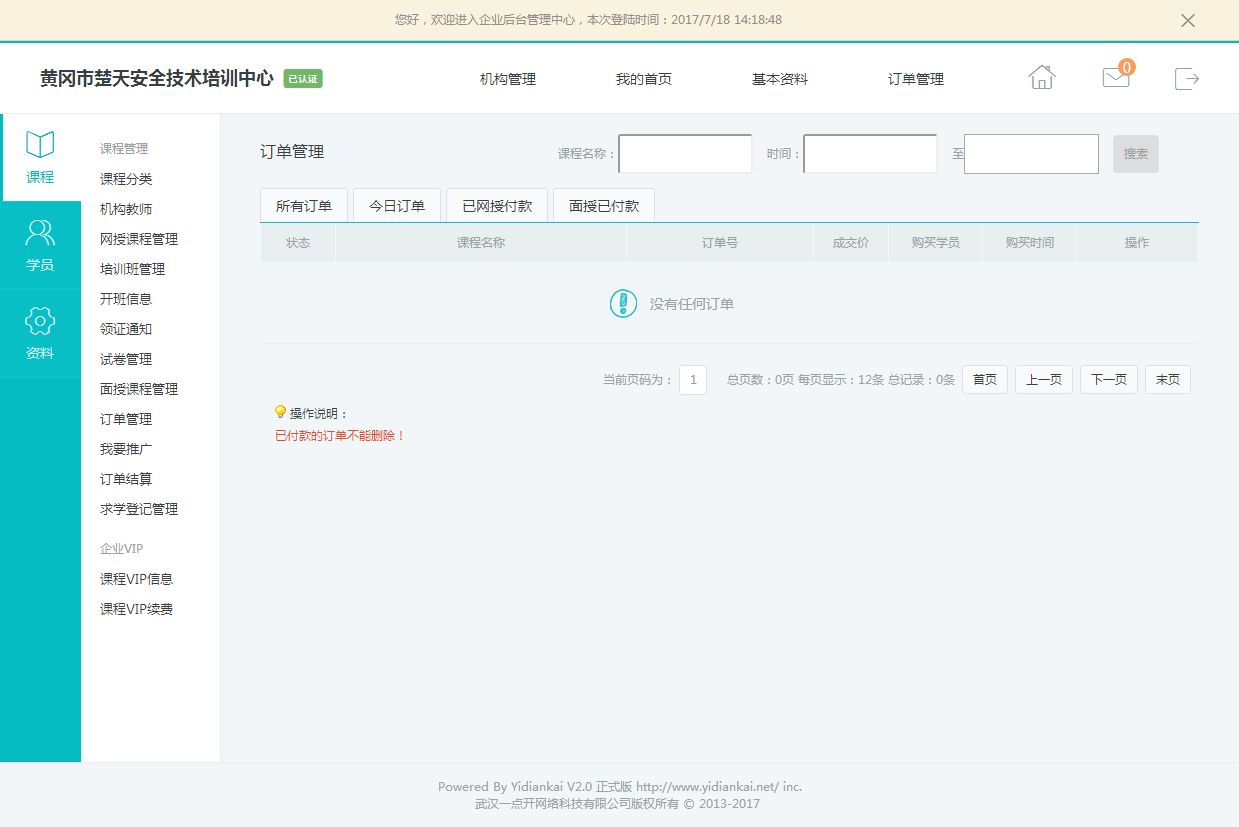 您好，欢迎进入企业后台管理中心，本次登陆时间：2017/7/18 14:18:48
黄冈市楚天安全技术培训中心 已认证 机构管理 我的首页 基本资料 订单管理 0
课程
学员
资料
课程管理
课程分类
机构教师
网授课程管理
培训班管理
开班信息
领证通知
试卷管理
面授课程管理
订单管理
我要推广
订单结算
求学登记管理
企业VIP
课程VIP信息
课程VIP续费
订单管理 课程名称： 时间： 至 搜索
所有订单 今日订单 已网授付款 面授已付款
状态 课程名称 订单号 成交价 购买学员 购买时间 操作
没有任何订单
当前页码为： 1 总页数：0页 每页显示：12条 总记录：0条 首页 上一页 下一页 末页
操作说明：
已付款的订单不能删除！
Powered By Yidiankai V2.0 正式版 http://www.yidiankai.net/ inc.
武汉一点开网络科技有限公司版权所有 © 2013-2017